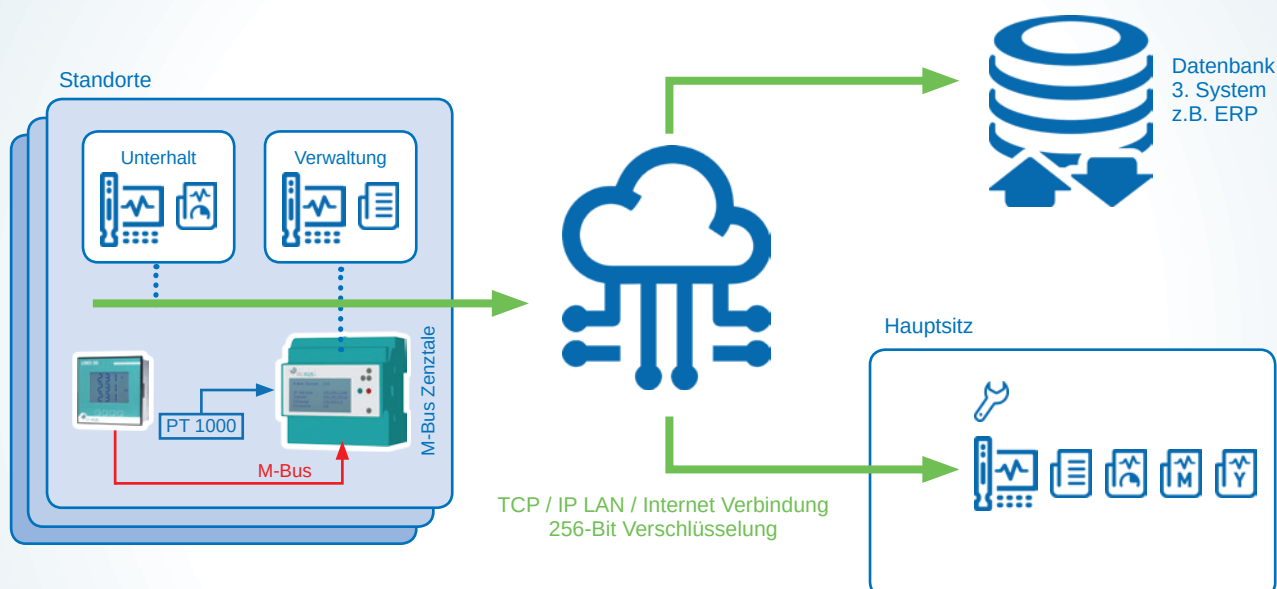 Standorte
Unterhalt
Verwaltung
PT 1000
M-Bus
M-Bus Zenztale
TCP / IP LAN / Internet Verbindung
256-Bit Verschlüsselung
Datenbank
3. System
z.B. ERP
Hauptsitz
M
Y